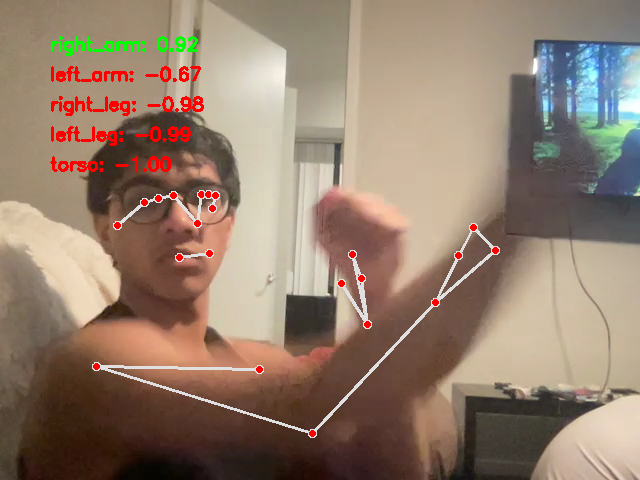 right_arm: 0.92
left_arm: -0.67
right_leg: -0.98
left_leg: -0.99
torso: -1.00